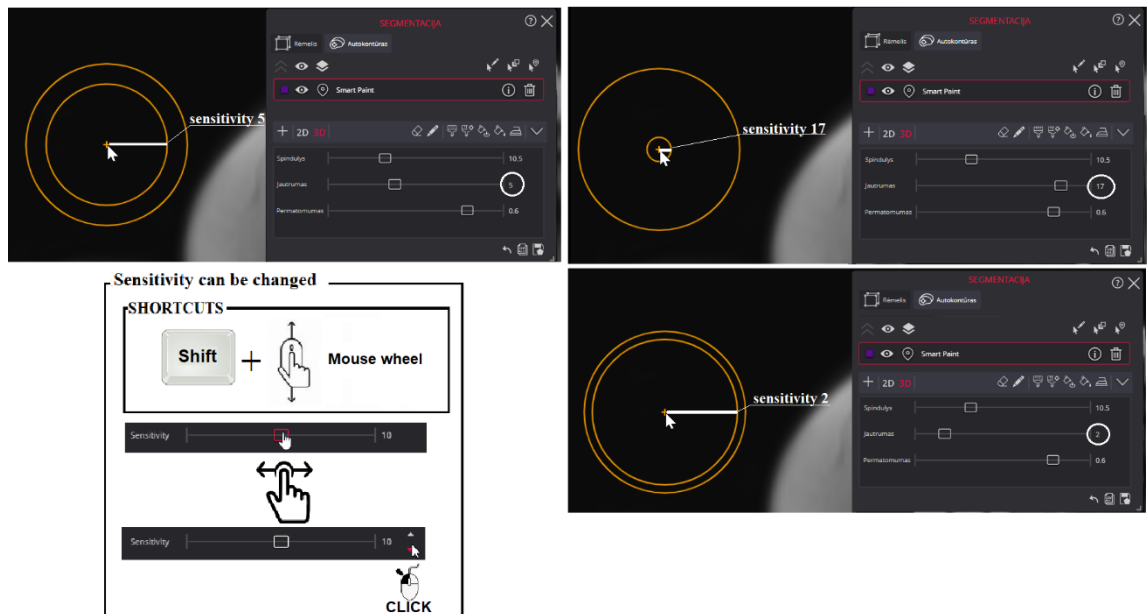 SEGMENTACIJA
Rėmelis
Autokontūras
Smart Paint
sensitivity 5
2D 3D
Spindulys 10.5
Jautrumas 5
Permatomumas 0.6
SEGMENTACIJA
Rėmelis
Autokontūras
Smart Paint
sensitivity 17
2D 3D
Spindulys 10.5
Jautrumas 17
Permatomumas 0.6
Sensitivity can be changed
SHORTCUTS
Shift + Mouse wheel
Sensitivity 10
Sensitivity 10
CLICK
SEGMENTACIJA
Rėmelis
Autokontūras
Smart Paint
2D 3D
sensitivity 2
Spindulys 10.5
Jautrumas 2
Permatomumas 0.6